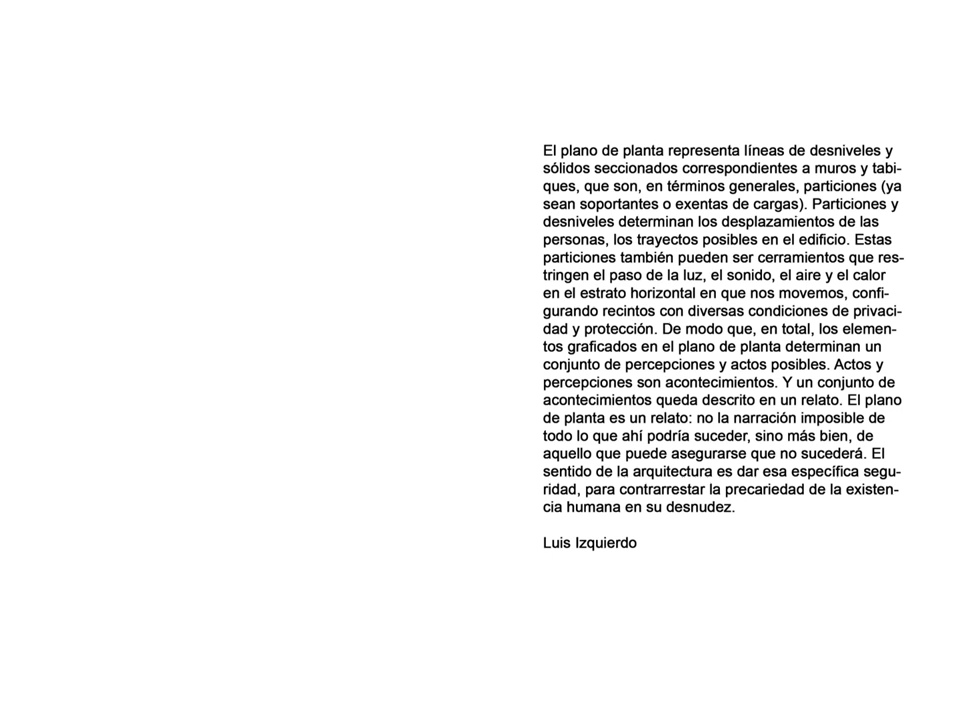 El plano de planta representa líneas de desniveles y
sólidos seccionados correspondientes a muros y tabi-
ques, que son, en términos generales, particiones (ya
sean soportantes o exentas de cargas). Particiones y
desniveles determinan los desplazamientos de las
personas, los trayectos posibles en el edificio. Estas
particiones también pueden ser cerramientos que res-
tringen el paso de la luz, el sonido, el aire y el calor
en el estrato horizontal en que nos movemos, confi-
gurando recintos con diversas condiciones de privaci-
dad y protección. De modo que, en total, los elemen-
tos graficados en el plano de planta determinan un
conjunto de percepciones y actos posibles. Actos y
percepciones son acontecimientos. Y un conjunto de
acontecimientos queda descrito en un relato. El plano
de planta es un relato: no la narración imposible de
todo lo que ahí podría suceder, sino más bien, de
aquello que puede asegurarse que no sucederá. El
sentido de la arquitectura es dar esa específica segu-
ridad, para contrarrestar la precariedad de la existen-
cia humana en su desnudez.
Luis Izquierdo